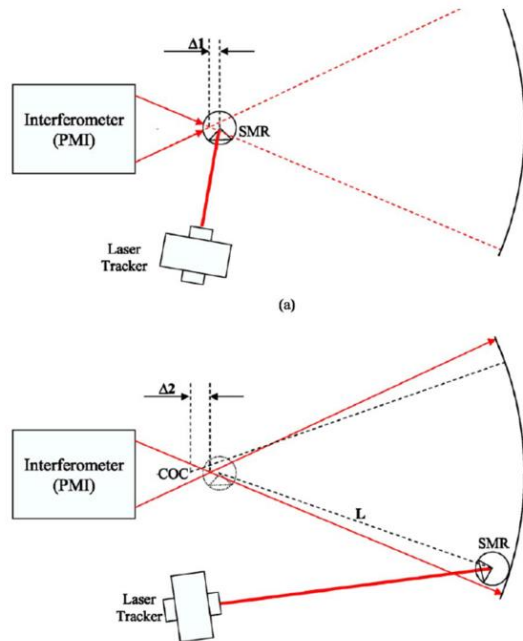 Δ1
Interferometer
(PMI)
SMR
Laser
Tracker
(a)
Δ2
Interferometer
(PMI)
COC
L
SMR
Laser
Tracker